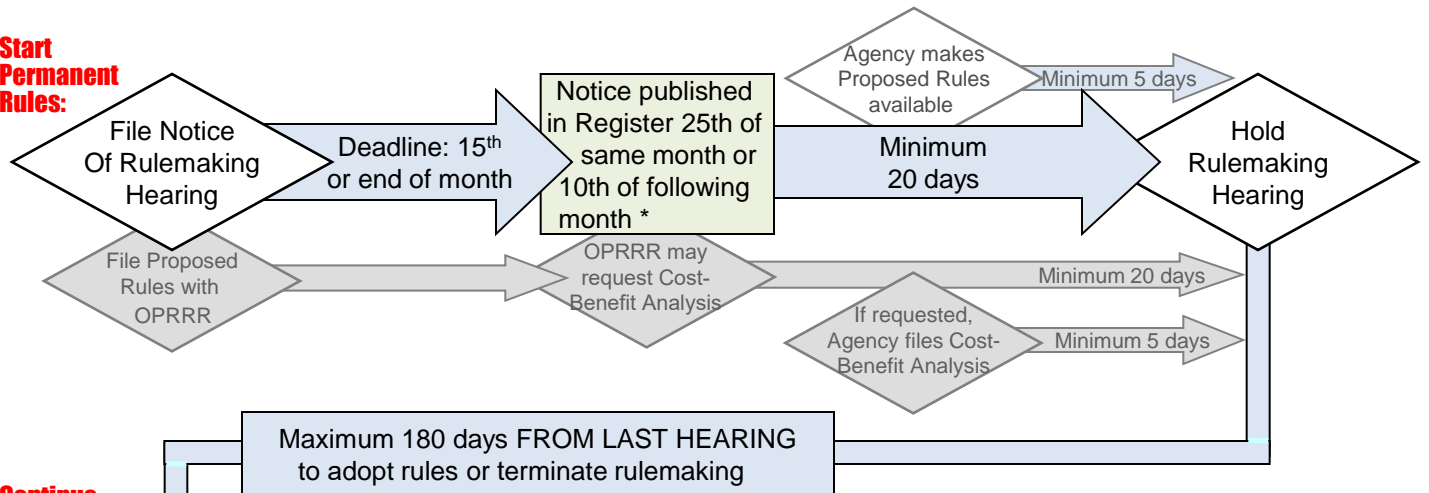 Start
Permanent
Rules:
File Notice
Of Rulemaking
Hearing
Deadline: 15th
or end of month
Notice published
in Register 25th of
same month or
10th of following
month *
Agency makes
Proposed Rules
available
Minimum 5 days
Minimum
20 days
Hold
Rulemaking
Hearing
File Proposed
Rules with
OPRRR
OPRRR may
request Cost-
Benefit Analysis
Minimum 20 days
If requested,
Agency files Cost-
Benefit Analysis
Minimum 5 days
Maximum 180 days FROM LAST HEARING
to adopt rules or terminate rulemaking
Continue